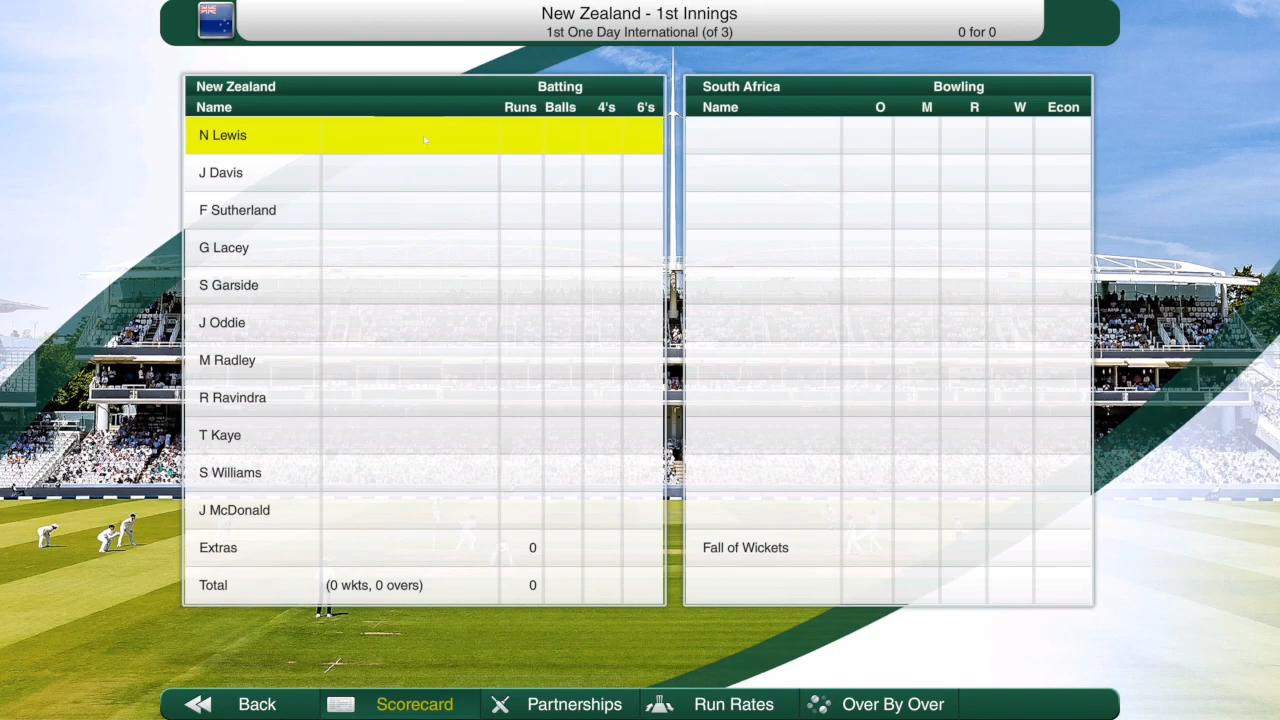 New Zealand - 1st Innings
1st One Day International (of 3)
0 for 0
New Zealand Batting
Name Runs Balls 4's 6's
N Lewis
J Davis
F Sutherland
G Lacey
S Garside
J Oddie
M Radley
R Ravindra
T Kaye
S Williams
J McDonald
Extras 0
Total (0 wkts, 0 overs) 0
South Africa Bowling
Name O M R W Econ
Fall of Wickets
Back Scorecard Partnerships Run Rates Over By Over